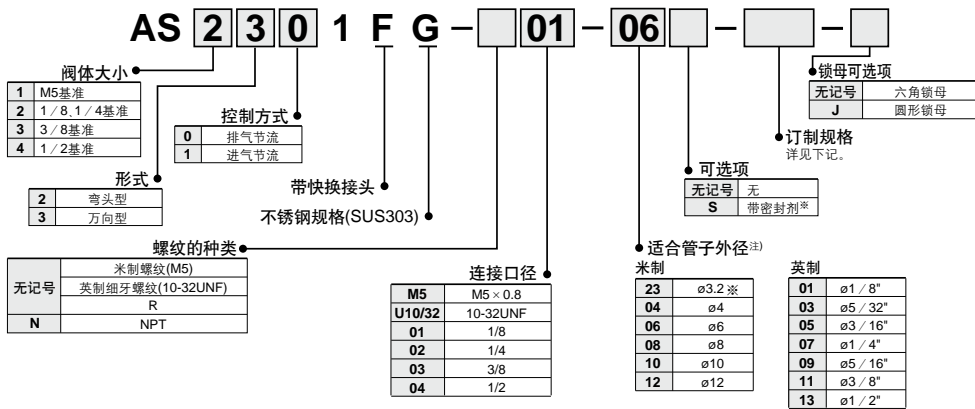 AS 2 3 0 1 F G – 01 – 06 – –
阀体大小
1 M5基准
2 1/8、1/4基准
3 3/8基准
4 1/2基准
形式
2 弯头型
3 万向型
控制方式
0 排气节流
1 进气节流
带快换接头
不锈钢规格(SUS303)
螺纹的种类
无记号 米制螺纹(M5)
英制细牙螺纹(10-32UNF)
R
N NPT
连接口径
M5 M5×0.8
U10/32 10-32UNF
01 1/8
02 1/4
03 3/8
04 1/2
锁母可选项
无记号 六角锁母
J 圆形锁母
订制规格
详见下记。
可选项
无记号 无
S 带密封剂※
适合管子外径注)
米制
23 ø3.2※
04 ø4
06 ø6
08 ø8
10 ø10
12 ø12
英制
01 ø1/8"
03 ø5/32"
05 ø3/16"
07 ø1/4"
09 ø5/16"
11 ø3/8"
13 ø1/2"